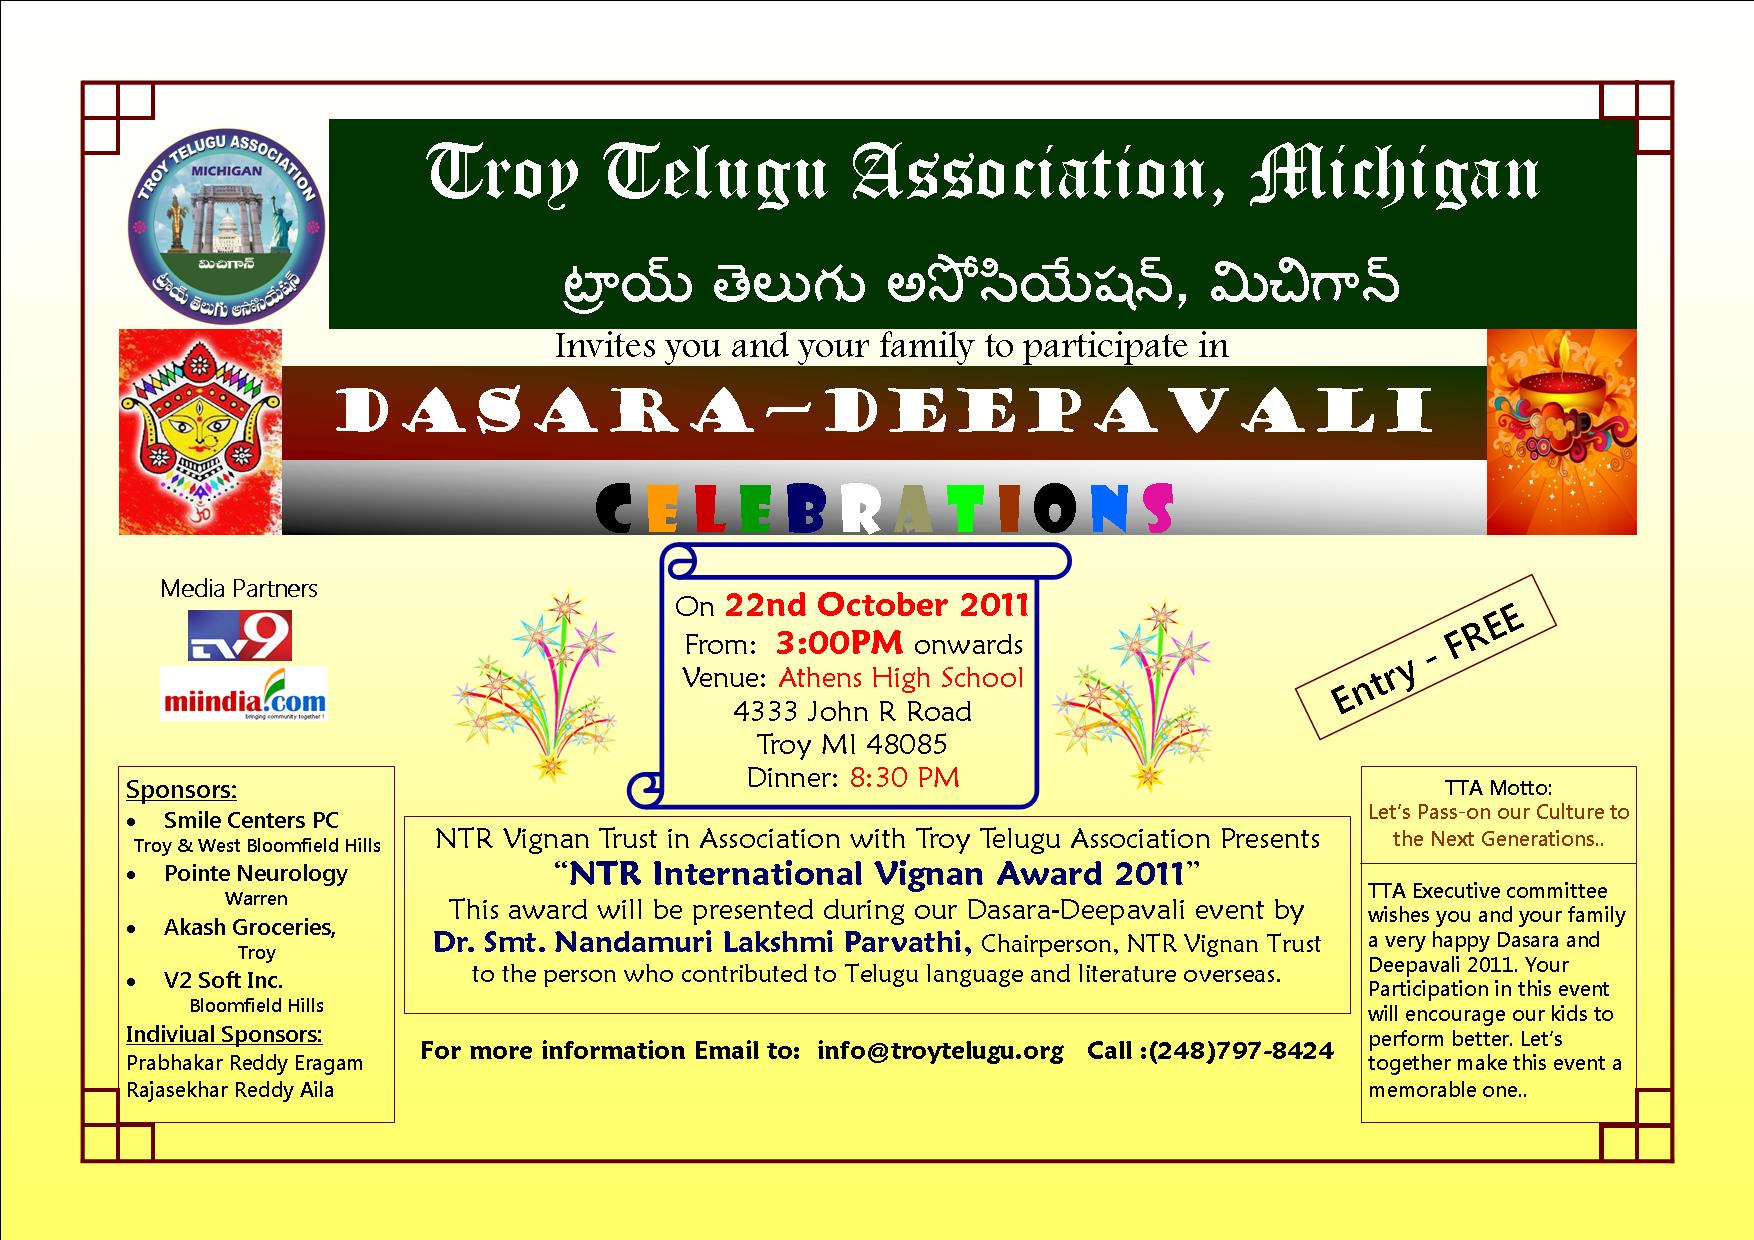 TROY TELUGU ASSOCIATION
MICHIGAN
మిచిగాన్
ట్రాయ్ తెలుగు అసోసియేషన్
Troy Telugu Association, Michigan
ట్రాయ్ తెలుగు అసోసియేషన్, మిచిగాన్
Invites you and your family to participate in
DASARA~DEEPAVALI
CELEBRATIONS
Media Partners
TV9
miindia.com
bringing community together !
On 22nd October 2011
From: 3:00PM onwards
Venue: Athens High School
4333 John R Road
Troy MI 48085
Dinner: 8:30 PM
Entry - FREE
Sponsors:
• Smile Centers PC
Troy & West Bloomfield Hills
• Pointe Neurology
Warren
• Akash Groceries,
Troy
• V2 Soft Inc.
Bloomfield Hills
Indiviual Sponsors:
Prabhakar Reddy Eragam
Rajasekhar Reddy Aila
NTR Vignan Trust in Association with Troy Telugu Association Presents
“NTR International Vignan Award 2011”
This award will be presented during our Dasara-Deepavali event by
Dr. Smt. Nandamuri Lakshmi Parvathi, Chairperson, NTR Vignan Trust
to the person who contributed to Telugu language and literature overseas.
For more information Email to: info@troytelugu.org Call :(248)797-8424
TTA Motto:
Let’s Pass-on our Culture to
the Next Generations..
TTA Executive committee
wishes you and your family
a very happy Dasara and
Deepavali 2011. Your
Participation in this event
will encourage our kids to
perform better. Let’s
together make this event a
memorable one..